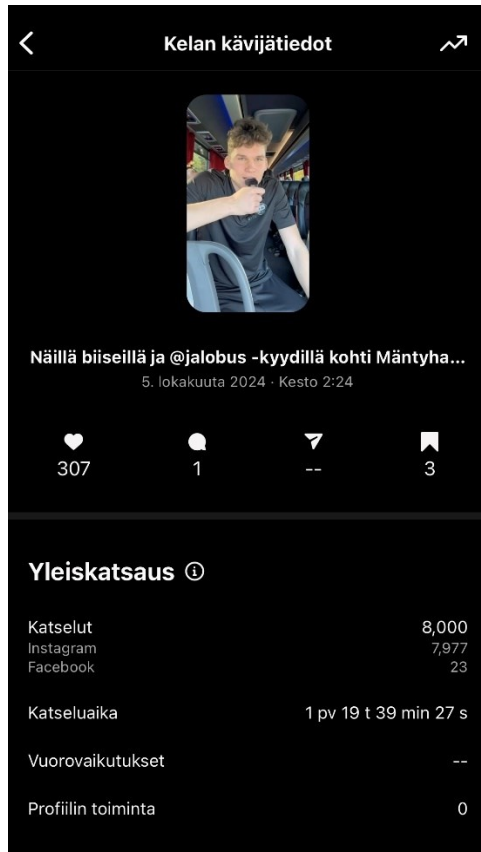 Kelan kävijätiedot
Näillä biiseillä ja @jalobus -kyydillä kohti Mäntyha...
5. lokakuuta 2024 · Kesto 2:24
307 1 -- 3
Yleiskatsaus
Katselut 8,000
Instagram 7,977
Facebook 23
Katseluaika 1 pv 19 t 39 min 27 s
Vuorovaikutukset --
Profiilin toiminta 0